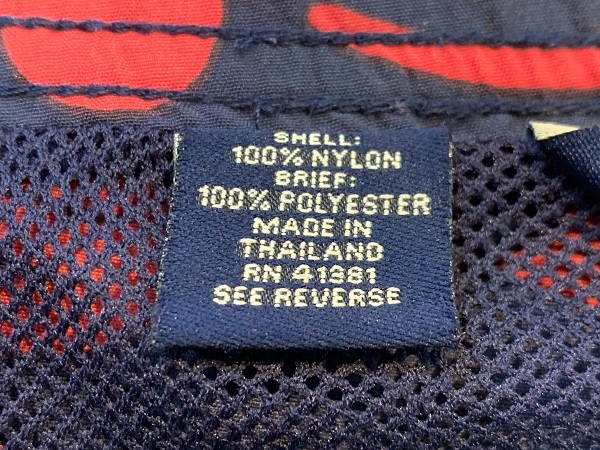 SHELL:
100% NYLON
BRIEF:
100% POLYESTER
MADE IN
THAILAND
RN 41381
SEE REVERSE